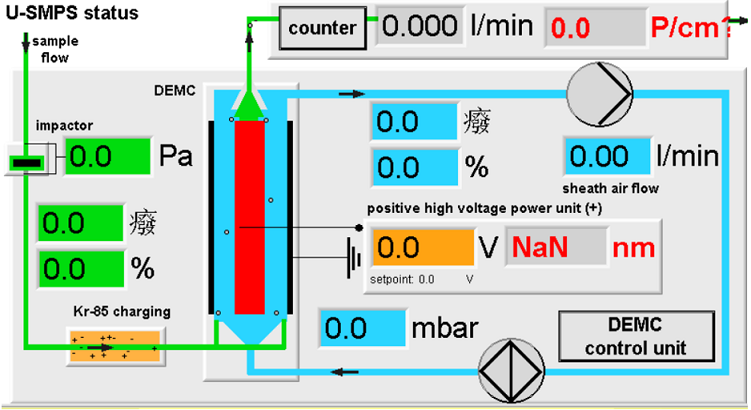 U-SMPS status
sample
flow
counter
0.000 l/min
0.0 P/cm?
DEMC
impactor
0.0 Pa
0.0 癈
0.0 %
0.0 癈
0.0 %
0.00 l/min
sheath air flow
positive high voltage power unit (+)
0.0 V
NaN nm
setpoint: 0.0 V
Kr-85 charging
0.0 mbar
DEMC
control unit